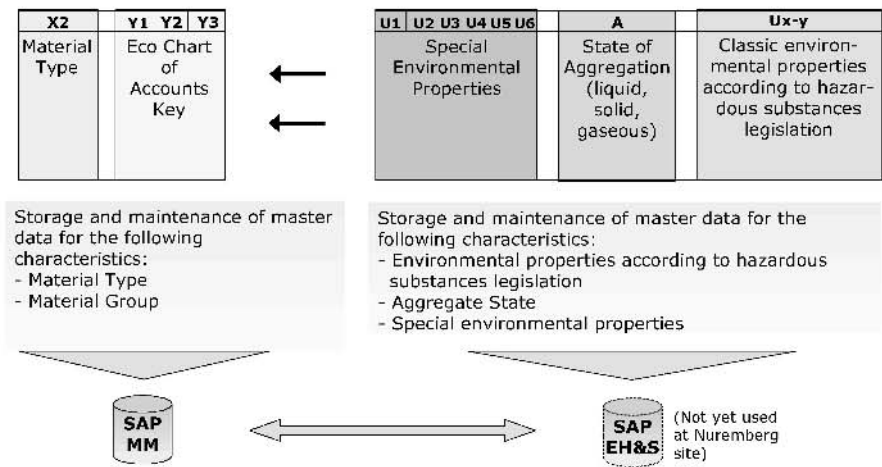 X2
Y1 Y2 Y3
Material
Type
Eco Chart
of
Accounts
Key
U1 U2 U3 U4 U5 U6
A
Ux-y
Special
Environmental
Properties
State of
Aggregation
(liquid,
solid,
gaseous)
Classic environ-
mental properties
according to hazar-
dous substances
legislation
Storage and maintenance of master
data for the following
characteristics:
- Material Type
- Material Group
Storage and maintenance of master data for the
following characteristics:
- Environmental properties according to hazardous
substances legislation
- Aggregate State
- Special environmental properties
SAP
MM
SAP
EH&S
(Not yet used
at Nuremberg
site)